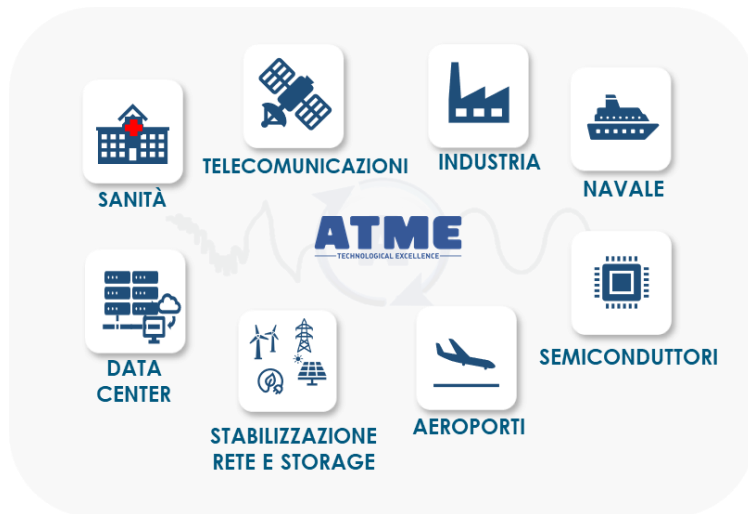 SANITÀ
TELECOMUNICAZIONI
INDUSTRIA
NAVALE
ATME
TECHNOLOGICAL EXCELLENCE
DATA
CENTER
STABILIZZAZIONE
RETE E STORAGE
AEROPORTI
SEMICONDUTTORI